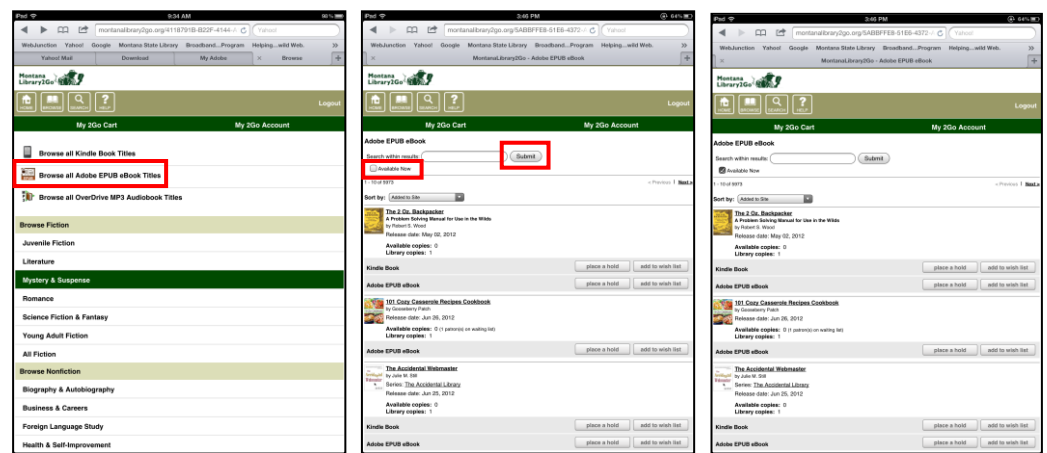 iPad 9:34 AM 98%
montanalibrary2go.org/4118791B-B22F-4144-A Yahoo!
WebJunction Yahoo! Google Montana State Library Broadband...Program Helping...wild Web.
Yahoo! Mail Download My Adobe × Browse +
Montana
Library2Go
HOME BROWSE SEARCH HELP Logout
My 2Go Cart My 2Go Account
Browse all Kindle Book Titles
Browse all Adobe EPUB eBook Titles
Browse all OverDrive MP3 Audiobook Titles
Browse Fiction
Juvenile Fiction
Literature
Mystery & Suspense
Romance
Science Fiction & Fantasy
Young Adult Fiction
All Fiction
Browse Nonfiction
Biography & Autobiography
Business & Careers
Foreign Language Study
Health & Self-Improvement
iPad 3:46 PM 64%
montanalibrary2go.org/5ABBFFE8-51E6-4372-A Yahoo!
WebJunction Yahoo! Google Montana State Library Broadband...Program Helping...wild Web.
× MontanaLibrary2Go - Adobe EPUB eBook +
Montana
Library2Go
HOME BROWSE SEARCH HELP Logout
My 2Go Cart My 2Go Account
Adobe EPUB eBook
Search within results: Submit
Available Now
1 - 10 of 5973 « Previous | Next »
Sort by: Added to Site
The 2 Oz. Backpacker
A Problem Solving Manual for Use in the Wilds
by Robert S. Wood
Release date: May 02, 2012
Available copies: 0
Library copies: 1
Kindle Book place a hold add to wish list
Adobe EPUB eBook place a hold add to wish list
101 Cozy Casserole Recipes Cookbook
by Gooseberry Patch
Release date: Jun 26, 2012
Available copies: 0 (1 patron(s) on waiting list)
Library copies: 1
Adobe EPUB eBook place a hold add to wish list
The Accidental Webmaster
by Julie M. Still
Series: The Accidental Library
Release date: Jun 25, 2012
Available copies: 0
Library copies: 1
Kindle Book place a hold add to wish list
Adobe EPUB eBook place a hold add to wish list
iPad 3:46 PM 64%
montanalibrary2go.org/5ABBFFE8-51E6-4372- Yahoo!
WebJunction Yahoo! Google Montana State Library Broadband...Program Helping...wild Web.
× MontanaLibrary2Go - Adobe EPUB eBook +
Montana
Library2Go
HOME BROWSE SEARCH HELP Logout
My 2Go Cart My 2Go Account
Adobe EPUB eBook
Search within results: Submit
Available Now
1 - 10 of 5973 « Previous | Next »
Sort by: Added to Site
The 2 Oz. Backpacker
A Problem Solving Manual for Use in the Wilds
by Robert S. Wood
Release date: May 02, 2012
Available copies: 0
Library copies: 1
Kindle Book place a hold add to wish list
Adobe EPUB eBook place a hold add to wish list
101 Cozy Casserole Recipes Cookbook
by Gooseberry Patch
Release date: Jun 26, 2012
Available copies: 0 (1 patron(s) on waiting list)
Library copies: 1
Adobe EPUB eBook place a hold add to wish list
The Accidental Webmaster
by Julie M. Still
Series: The Accidental Library
Release date: Jun 25, 2012
Available copies: 0
Library copies: 1
Kindle Book place a hold add to wish list
Adobe EPUB eBook place a hold add to wish list